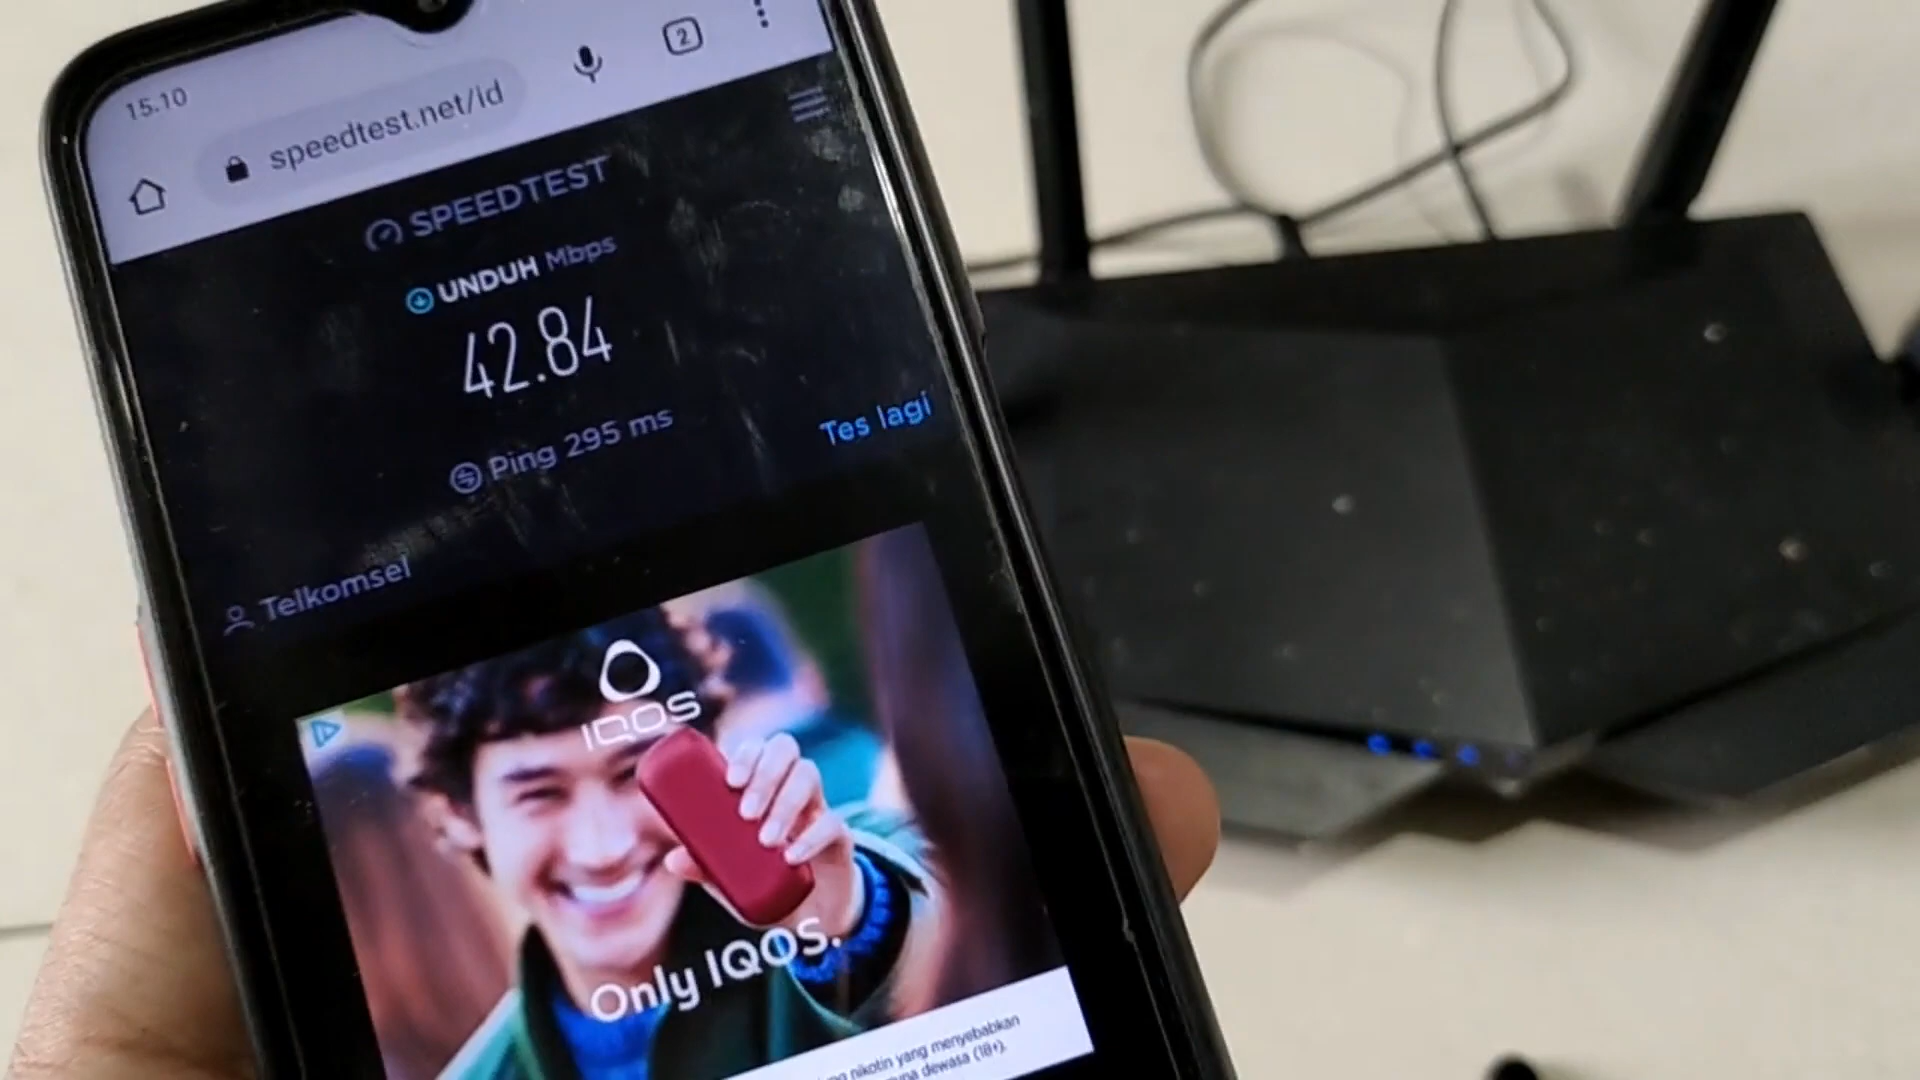 15.10
speedtest.net/id
2
SPEEDTEST
UNDUH Mbps
42.84
Ping 295 ms
Tes lagi
Telkomsel
IQOS
Only IQOS.
nikotin yang menyebabkan
dewasa (18+).